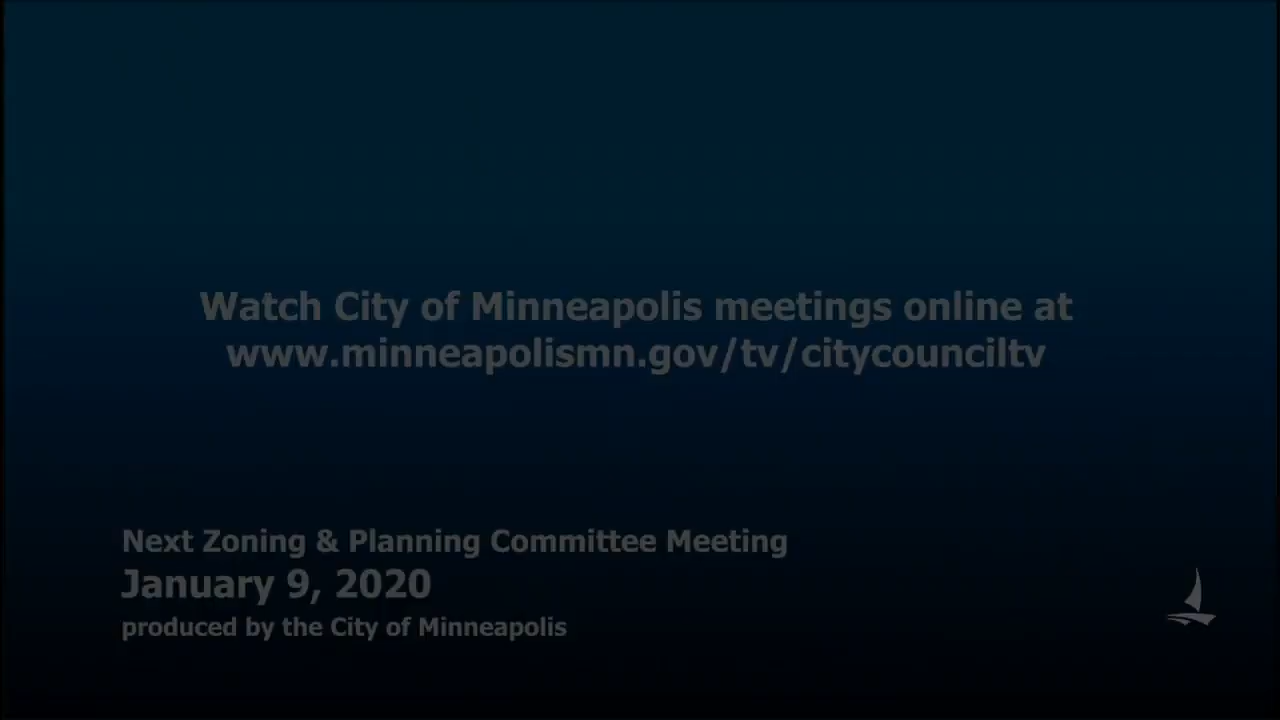 Watch City of Minneapolis meetings online at
www.minneapolismn.gov/tv/citycounciltv
Next Zoning & Planning Committee Meeting
January 9, 2020
produced by the City of Minneapolis